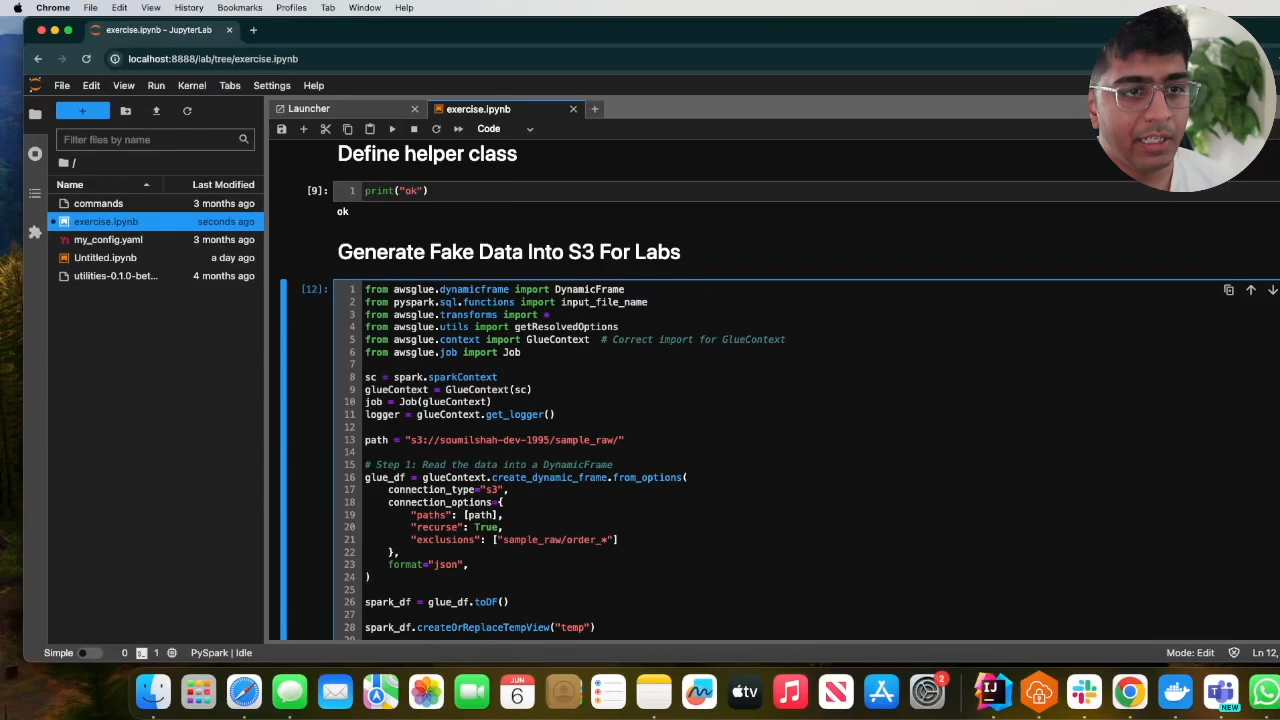 Chrome File Edit View History Bookmarks Profiles Tab Window Help
exercise.ipynb - JupyterLab
localhost:8888/lab/tree/exercise.ipynb
File Edit View Run Kernel Tabs Settings Help
Launcher
exercise.ipynb
Code
Filter files by name
/
Name Last Modified
commands 3 months ago
exercise.ipynb seconds ago
my_config.yaml 3 months ago
Untitled.ipynb a day ago
utilities-0.1.0-bet... 4 months ago
Define helper class
[9]: 1 print("ok")
ok
Generate Fake Data Into S3 For Labs
[12]: 1 from awsglue.dynamicframe import DynamicFrame
2 from pyspark.sql.functions import input_file_name
3 from awsglue.transforms import *
4 from awsglue.utils import getResolvedOptions
5 from awsglue.context import GlueContext # Correct import for GlueContext
6 from awsglue.job import Job
7
8 sc = spark.sparkContext
9 glueContext = GlueContext(sc)
10 job = Job(glueContext)
11 logger = glueContext.get_logger()
12
13 path = "s3://soumilshah-dev-1995/sample_raw/"
14
15 # Step 1: Read the data into a DynamicFrame
16 glue_df = glueContext.create_dynamic_frame.from_options(
17 connection_type="s3",
18 connection_options={
19 "paths": [path],
20 "recurse": True,
21 "exclusions": ["sample_raw/order_*"]
22 },
23 format="json",
24 )
25
26 spark_df = glue_df.toDF()
27
28 spark_df.createOrReplaceTempView("temp")
29
Simple 0 1 PySpark | Idle Mode: Edit Ln 12,
JUN
6
tv
2
NEW